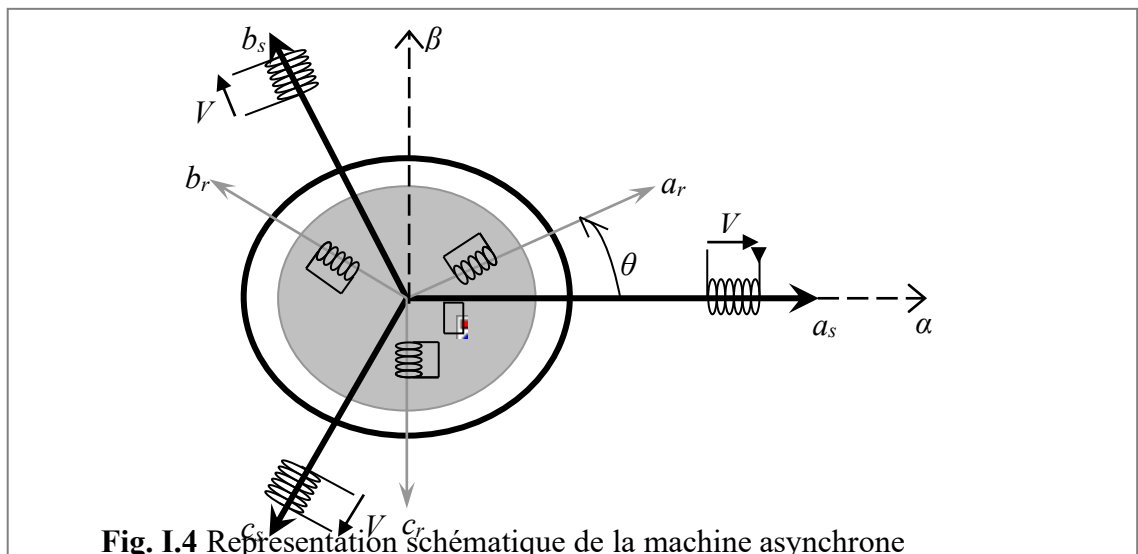 b_s
β
V
b_r
a_r
V
θ
a_s
α
c_s
V
c_r
Fig. I.4 Représentation schématique de la machine asynchrone